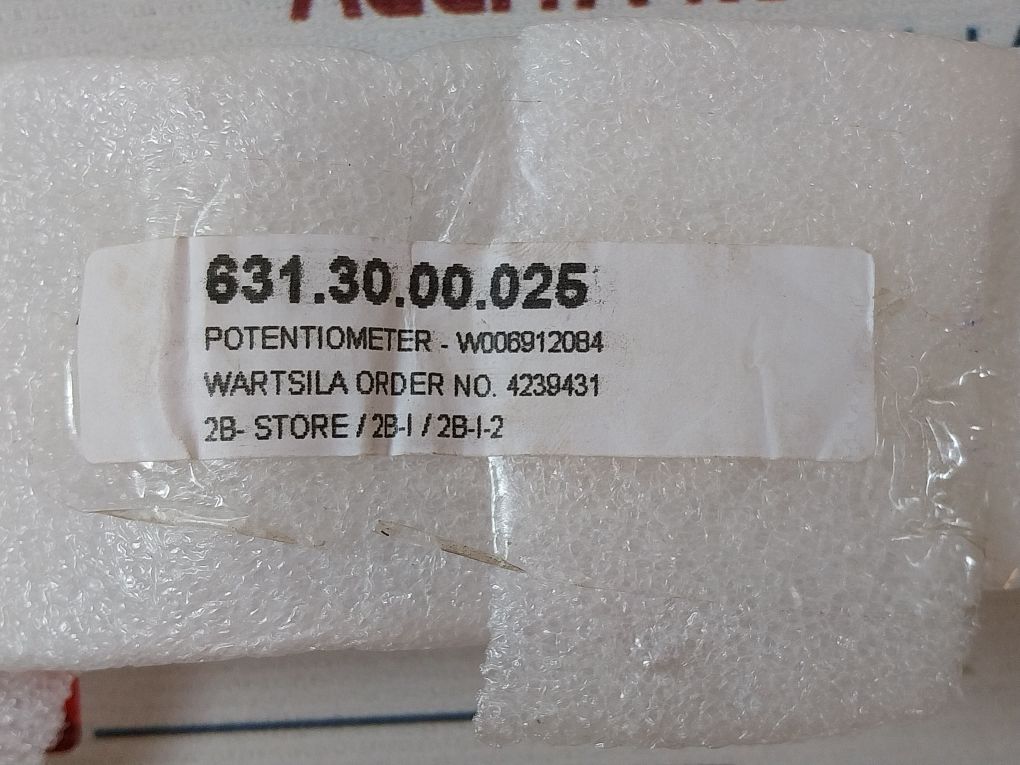 631.30.00.025
POTENTIOMETER - W006912084
WARTSILA ORDER NO. 4239431
2B- STORE / 2B-I / 2B-I-2